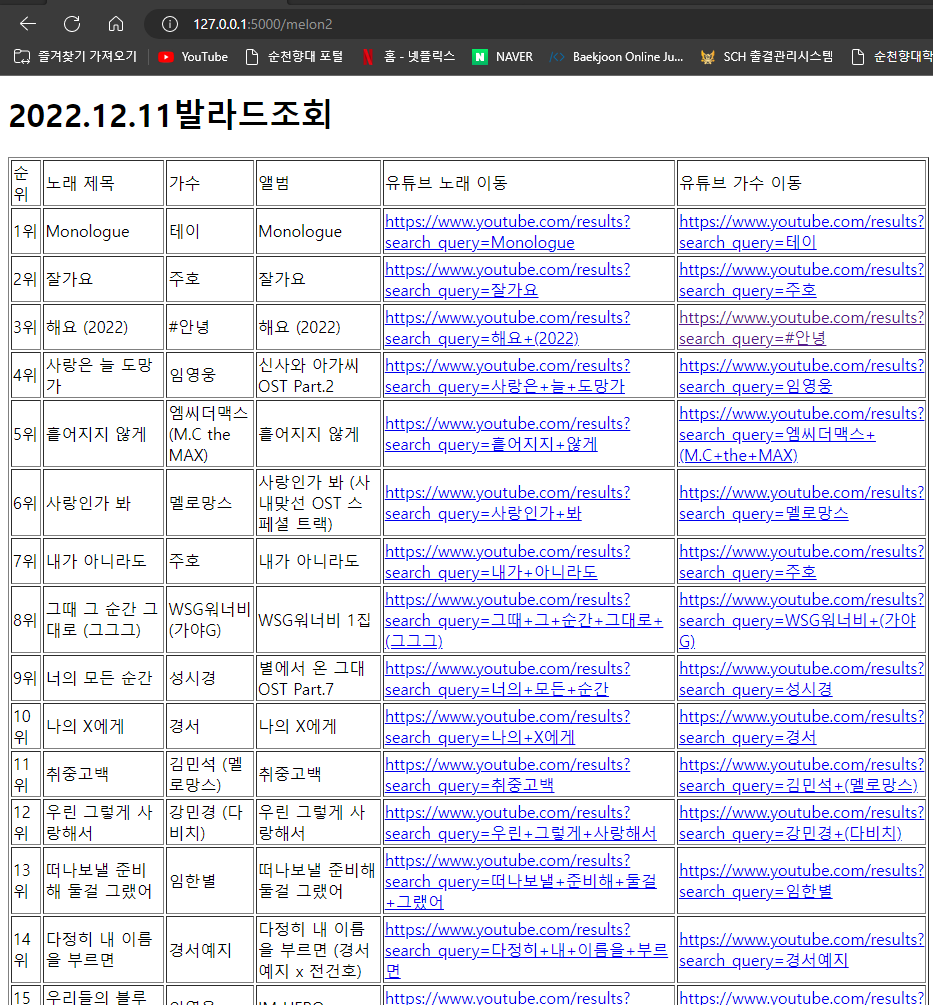 127.0.0.1:5000/melon2
즐겨찾기 가져오기 YouTube 순천향대 포털 홈 - 넷플릭스 NAVER Baekjoon Online Ju... SCH 출결관리시스템 순천향대학
2022.12.11발라드조회
순위 노래 제목 가수 앨범 유튜브 노래 이동 유튜브 가수 이동
1위 Monologue 테이 Monologue https://www.youtube.com/results?search_query=Monologue https://www.youtube.com/results?search_query=테이
2위 잘가요 주호 잘가요 https://www.youtube.com/results?search_query=잘가요 https://www.youtube.com/results?search_query=주호
3위 해요 (2022) #안녕 해요 (2022) https://www.youtube.com/results?search_query=해요+(2022) https://www.youtube.com/results?search_query=#안녕
4위 사랑은 늘 도망가 임영웅 신사와 아가씨 OST Part.2 https://www.youtube.com/results?search_query=사랑은+늘+도망가 https://www.youtube.com/results?search_query=임영웅
5위 흩어지지 않게 엠씨더맥스 (M.C the MAX) 흩어지지 않게 https://www.youtube.com/results?search_query=흩어지지+않게 https://www.youtube.com/results?search_query=엠씨더맥스+(M.C+the+MAX)
6위 사랑인가 봐 멜로망스 사랑인가 봐 (사내맞선 OST 스페셜 트랙) https://www.youtube.com/results?search_query=사랑인가+봐 https://www.youtube.com/results?search_query=멜로망스
7위 내가 아니라도 주호 내가 아니라도 https://www.youtube.com/results?search_query=내가+아니라도 https://www.youtube.com/results?search_query=주호
8위 그때 그 순간 그대로 (그그그) WSG워너비 (가야G) WSG워너비 1집 https://www.youtube.com/results?search_query=그때+그+순간+그대로+(그그그) https://www.youtube.com/results?search_query=WSG워너비+(가야G)
9위 너의 모든 순간 성시경 별에서 온 그대 OST Part.7 https://www.youtube.com/results?search_query=너의+모든+순간 https://www.youtube.com/results?search_query=성시경
10위 나의 X에게 경서 나의 X에게 https://www.youtube.com/results?search_query=나의+X에게 https://www.youtube.com/results?search_query=경서
11위 취중고백 김민석 (멜로망스) 취중고백 https://www.youtube.com/results?search_query=취중고백 https://www.youtube.com/results?search_query=김민석+(멜로망스)
12위 우린 그렇게 사랑해서 강민경 (다비치) 우린 그렇게 사랑해서 https://www.youtube.com/results?search_query=우린+그렇게+사랑해서 https://www.youtube.com/results?search_query=강민경+(다비치)
13위 떠나보낼 준비해 둘걸 그랬어 임한별 떠나보낼 준비해 둘걸 그랬어 https://www.youtube.com/results?search_query=떠나보낼+준비해+둘걸+그랬어 https://www.youtube.com/results?search_query=임한별
14위 다정히 내 이름을 부르면 경서예지 다정히 내 이름을 부르면 (경서예지 x 전건호) https://www.youtube.com/results?search_query=다정히+내+이름을+부르면 https://www.youtube.com/results?search_query=경서예지
15 우리들의 블루 https://www.youtube.com/results? https://www.youtube.com/results?